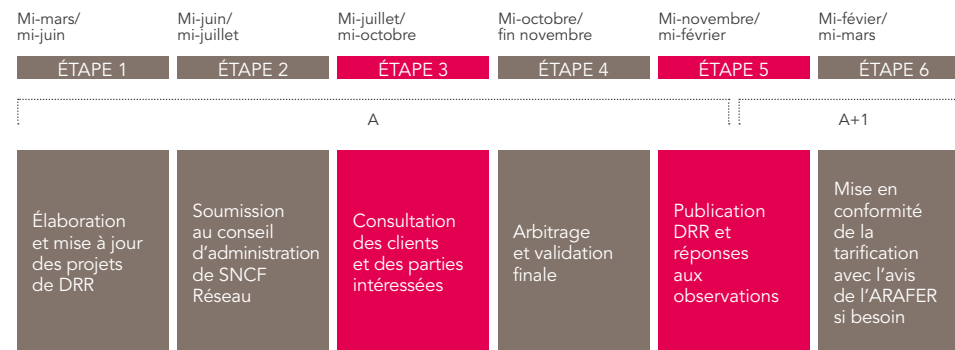 Mi-mars/
mi-juin
Mi-juin/
mi-juillet
Mi-juillet/
mi-octobre
Mi-octobre/
fin novembre
Mi-novembre/
mi-février
Mi-févier/
mi-mars
ÉTAPE 1
ÉTAPE 2
ÉTAPE 3
ÉTAPE 4
ÉTAPE 5
ÉTAPE 6
A
A+1
Élaboration
et mise à jour
des projets
de DRR
Soumission
au conseil
d’administration
de SNCF
Réseau
Consultation
des clients
et des parties
intéressées
Arbitrage
et validation
finale
Publication
DRR et
réponses
aux
observations
Mise en
conformité
de la
tarification
avec l’avis
de l’ARAFER
si besoin